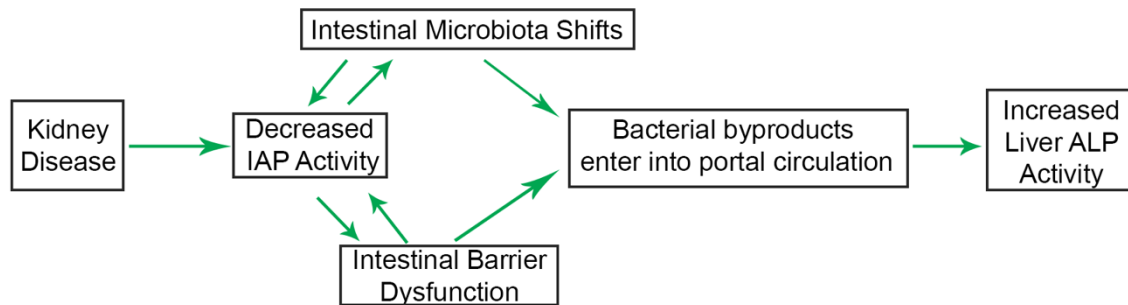 Intestinal Microbiota Shifts
Kidney
Disease
Decreased
IAP Activity
Bacterial byproducts
enter into portal circulation
Increased
Liver ALP
Activity
Intestinal Barrier
Dysfunction